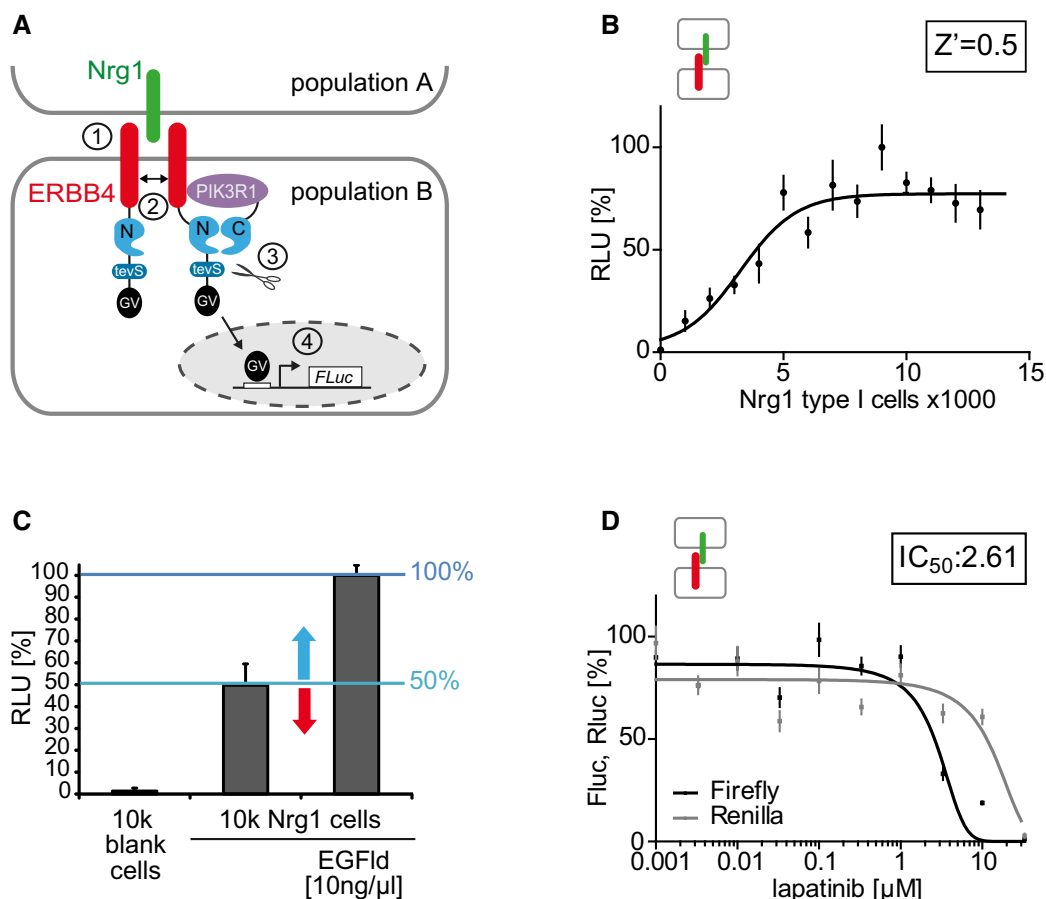 A
Nrg1
population A
1
ERBB4
2
PIK3R1
population B
N
N
C
tevS
tevS
3
GV
GV
4
GV
FLuc
B
Z’=0.5
RLU [%]
100
50
0
0
5
10
15
Nrg1 type I cells x1000
C
RLU [%]
100
90
80
70
60
50
40
30
20
10
0
100%
50%
10k
blank
cells
10k Nrg1 cells
EGFld
[10ng/µl]
D
IC50:2.61
Fluc, Rluc [%]
100
50
0
Firefly
Renilla
0.001
0.01
0.1
1
10
lapatinib [µM]